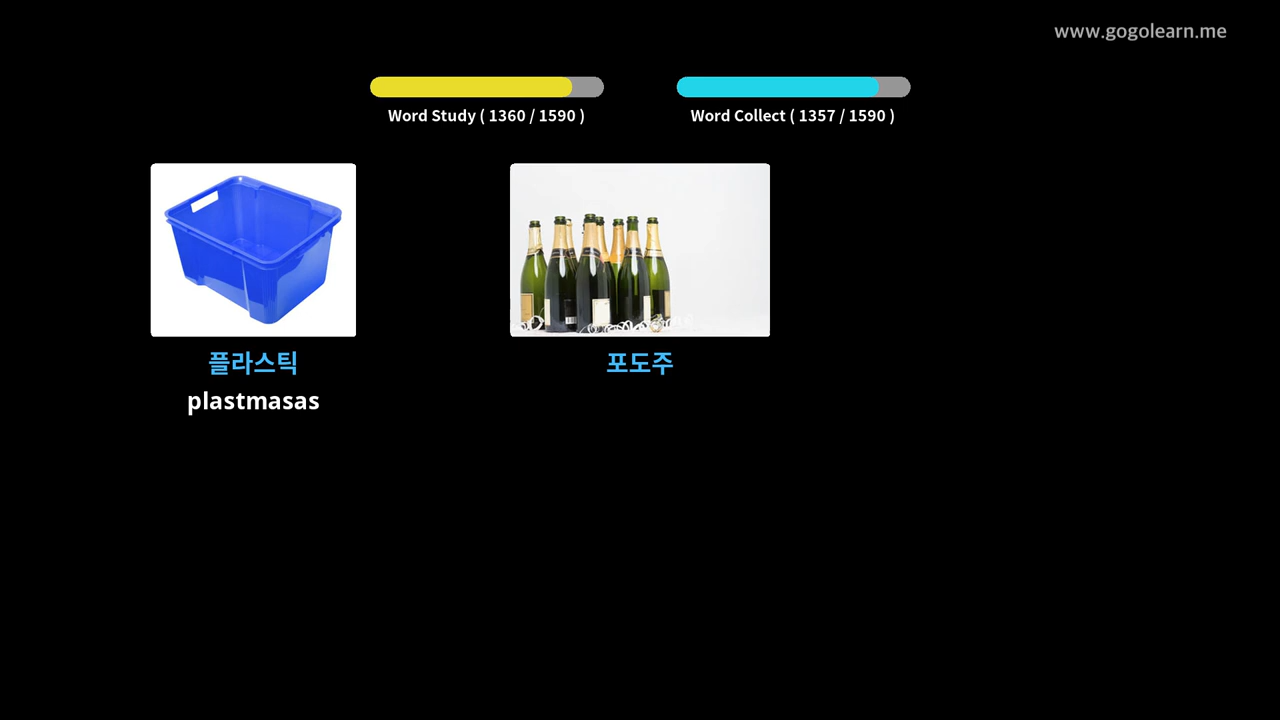 www.gogolearn.me
Word Study ( 1360 / 1590 )
Word Collect ( 1357 / 1590 )
플라스틱
plastmasas
포도주